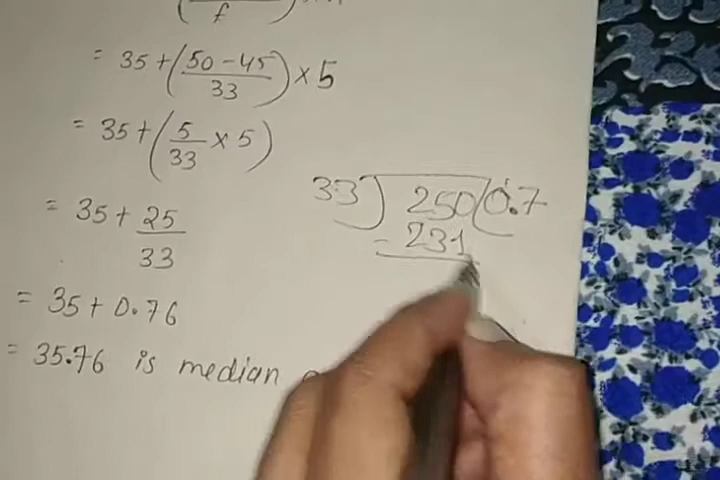 f
= 35 + (50 - 45 / 33) × 5
= 35 + (5/33 × 5)
= 35 + 25/33
= 35 + 0.76
= 35.76 is median
33) 250 (0.7
- 231